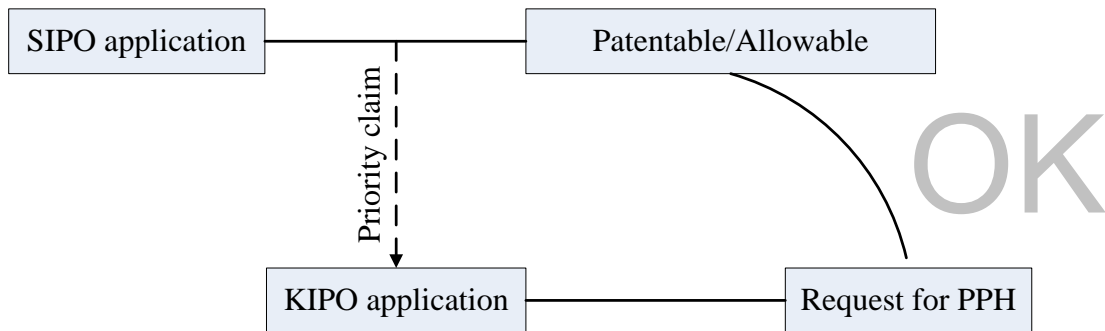 SIPO application
Patentable/Allowable
Priority claim
OK
KIPO application
Request for PPH